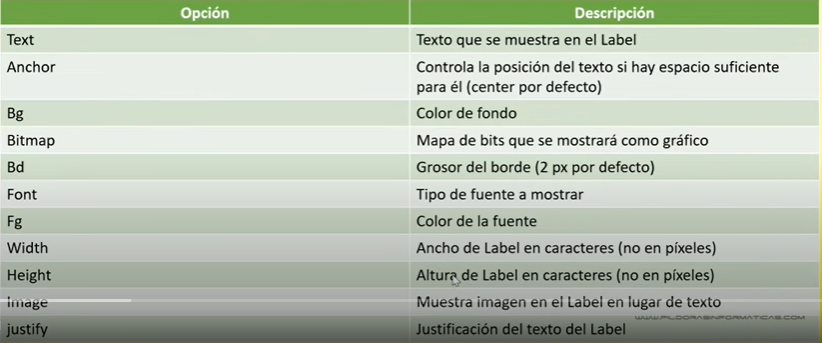 Opción Descripción
Text Texto que se muestra en el Label
Anchor Controla la posición del texto si hay espacio suficiente
para él (center por defecto)
Bg Color de fondo
Bitmap Mapa de bits que se mostrará como gráfico
Bd Grosor del borde (2 px por defecto)
Font Tipo de fuente a mostrar
Fg Color de la fuente
Width Ancho de Label en caracteres (no en píxeles)
Height Altura de Label en caracteres (no en píxeles)
Image Muestra imagen en el Label en lugar de texto
WWW.PILDORASINFORMATICAS.COM
justify Justificación del texto del Label